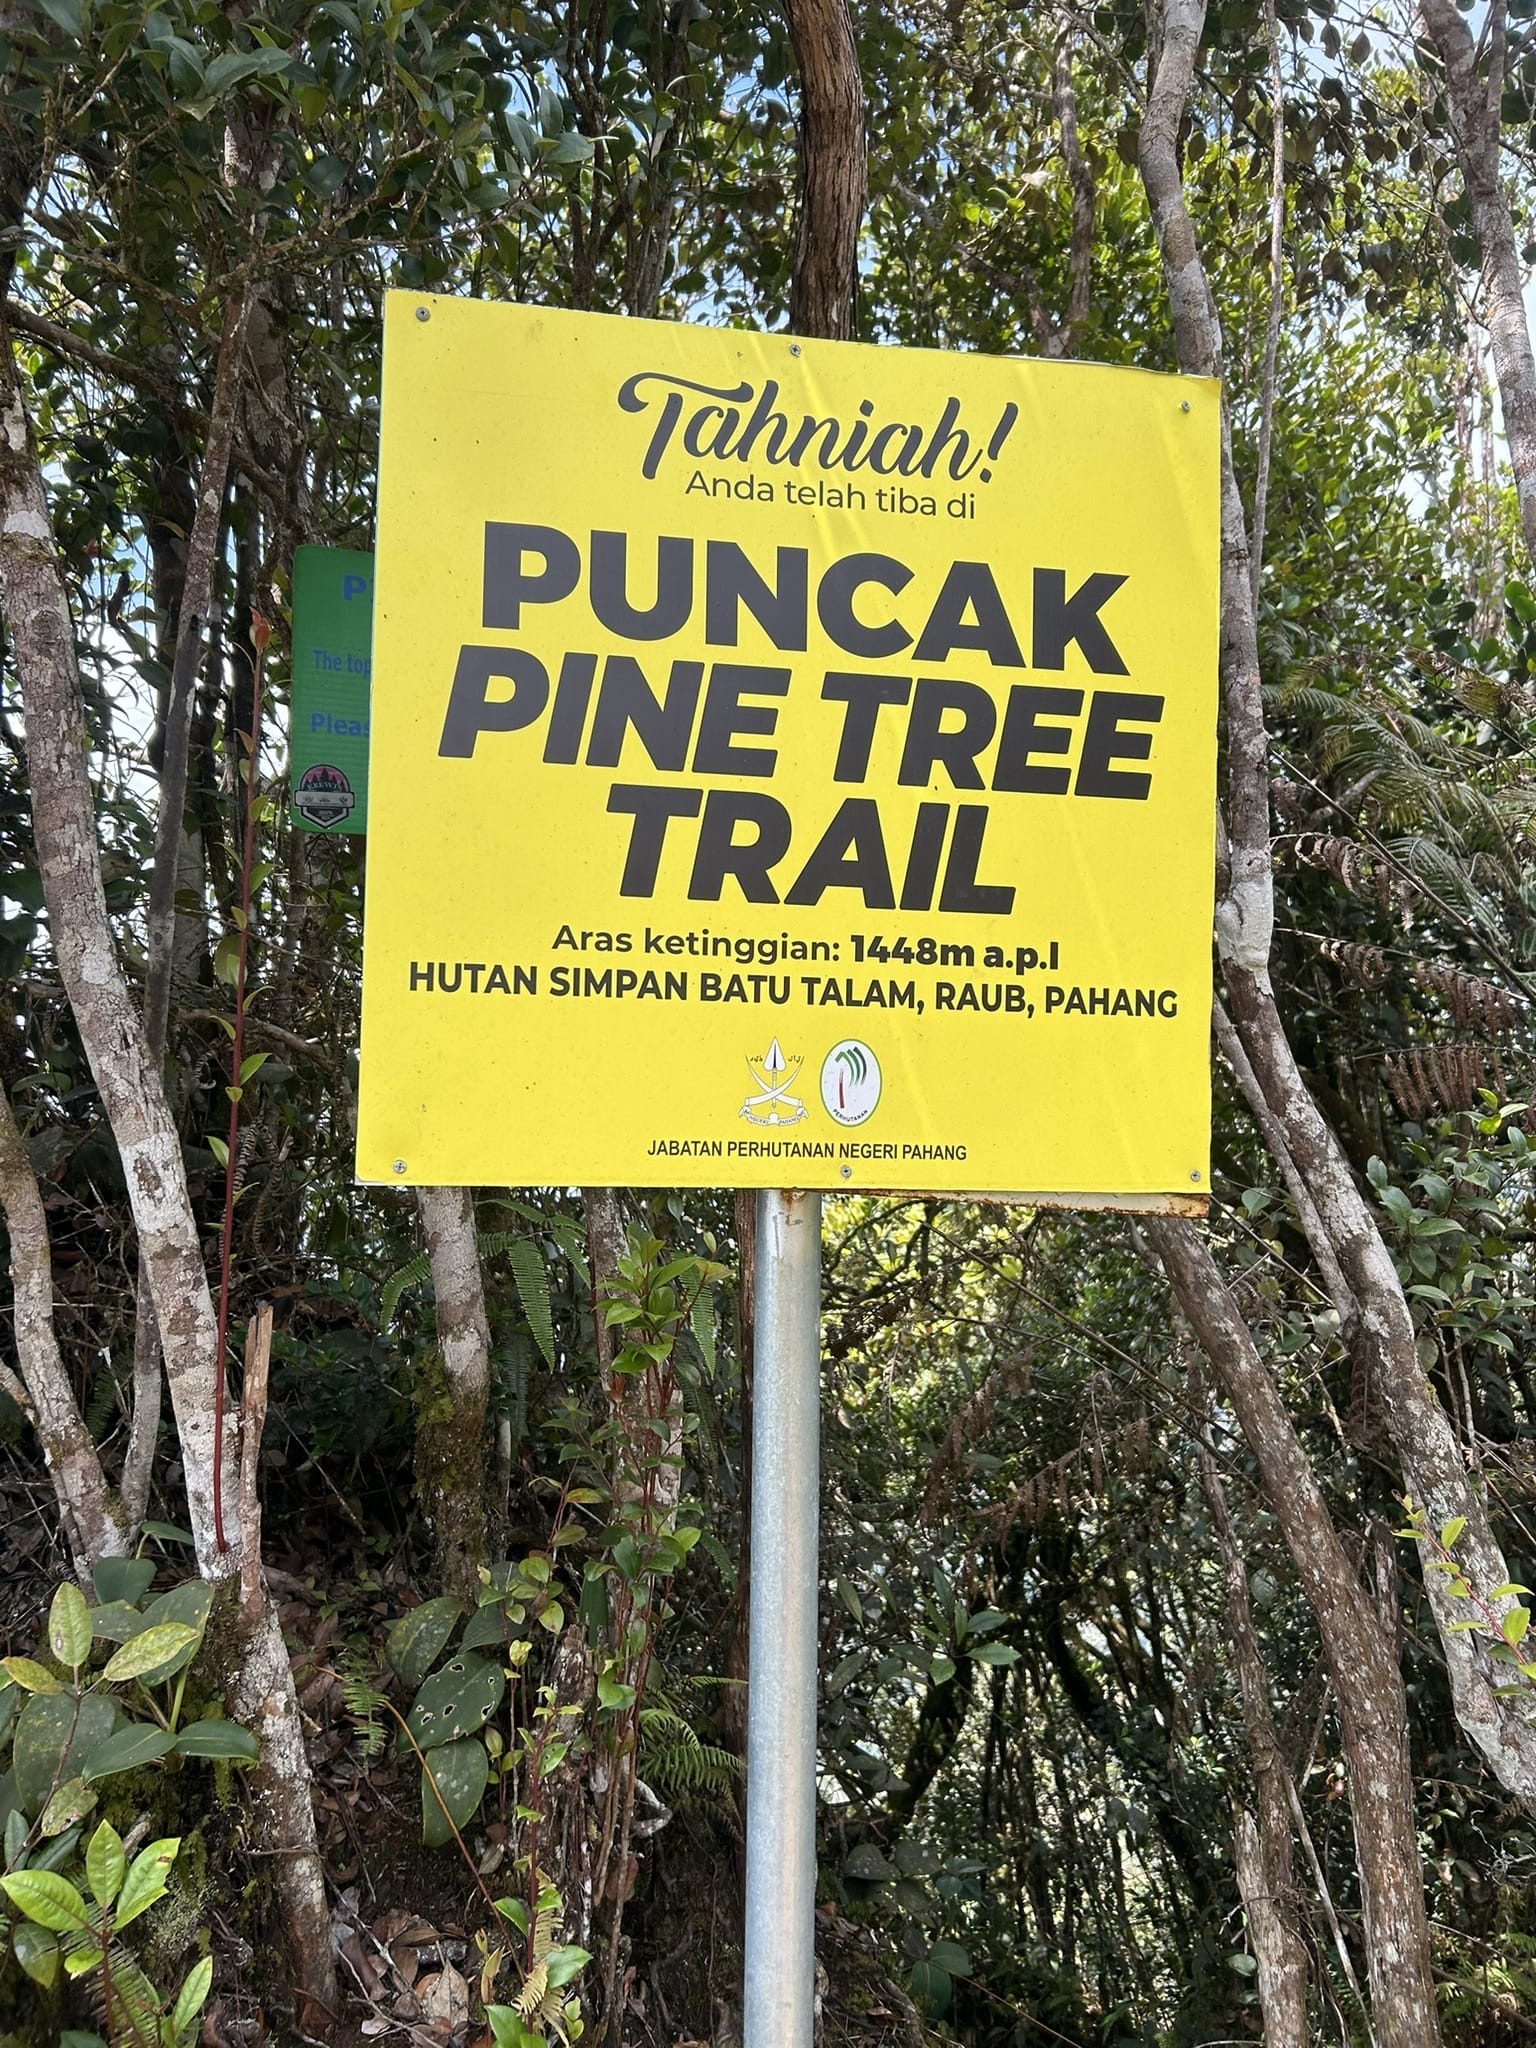 Tahniah!
Anda telah tiba di
PUNCAK
PINE TREE
TRAIL
Aras ketinggian: 1448m a.p.l
HUTAN SIMPAN BATU TALAM, RAUB, PAHANG
PERHUTANAN
JABATAN PERHUTANAN NEGERI PAHANG
The top